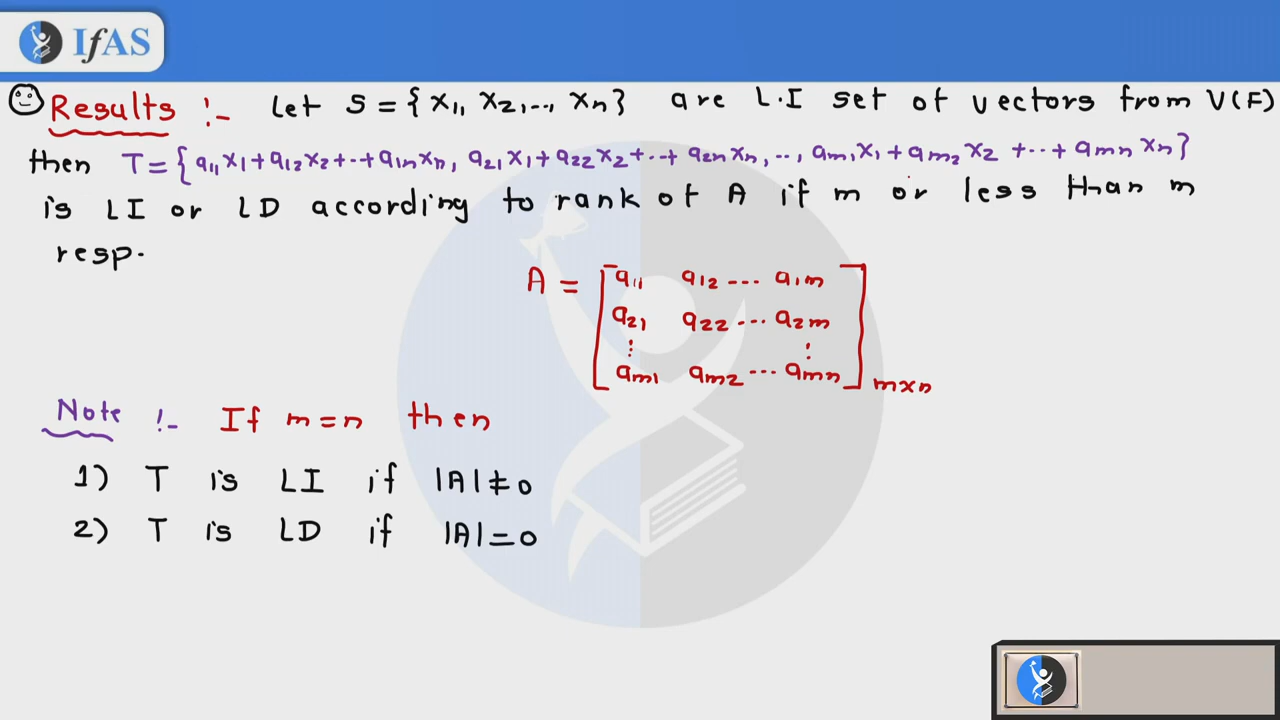 IfAS
Results :- Let S = {x1, x2, .., xn} are L.I set of vectors from V(F)
then T = {a11x1 + a12x2 + .. + a1nxn, a21x1 + a22x2 + .. + a2nxn, .., am1x1 + am2x2 + .. + amnxn}
is LI or LD according to rank of A if m or less than m
resp.
A = [a11 a12 ... a1m
a21 a22 ... a2m
⋮ ⋮
am1 am2 ... amn] m×n
Note :- If m = n then
1) T is LI if |A| ≠ 0
2) T is LD if |A| = 0